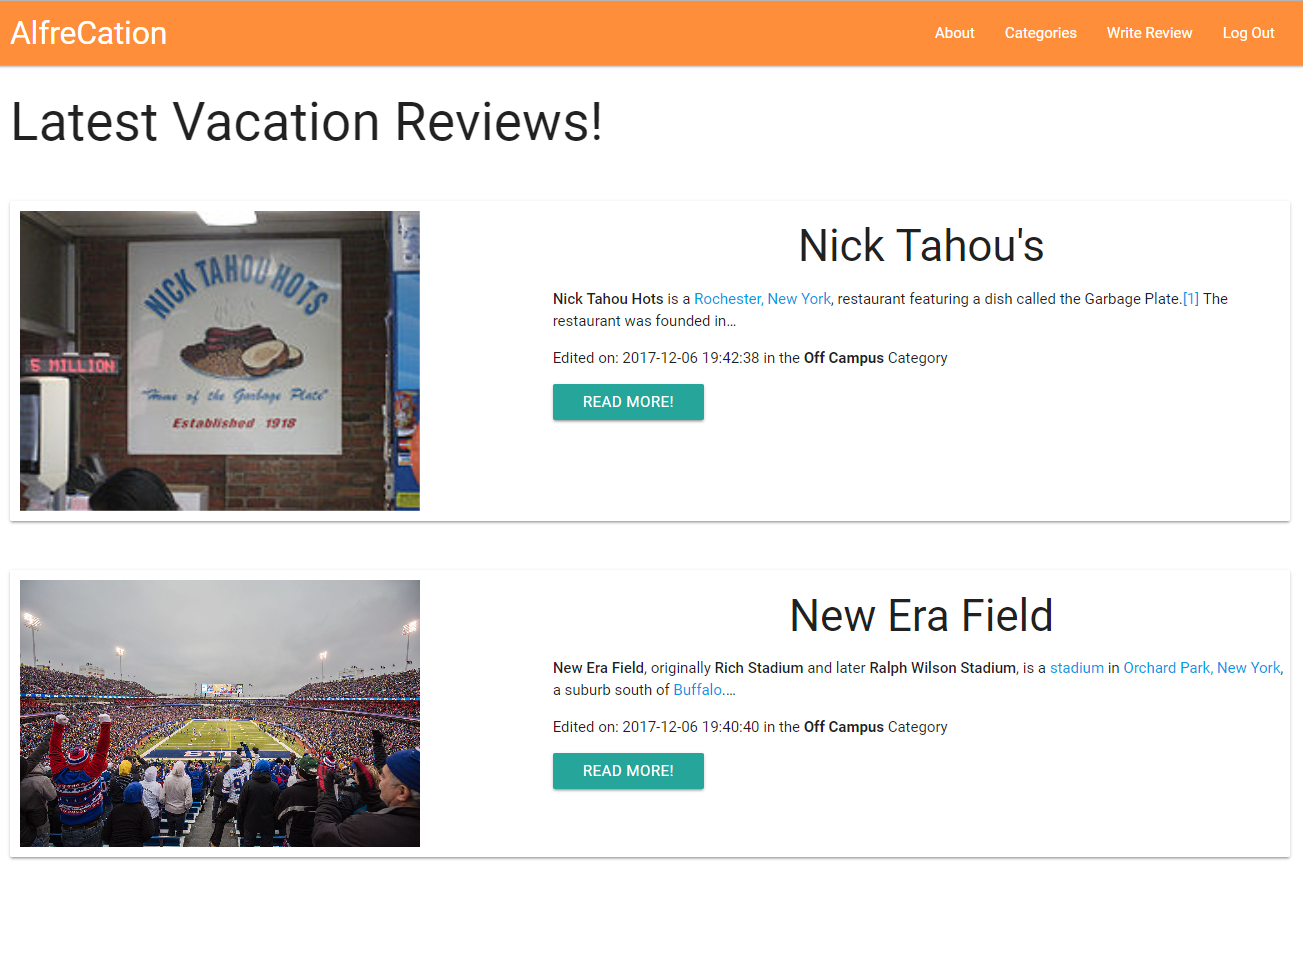 AlfreCation
About Categories Write Review Log Out
Latest Vacation Reviews!
NICK TAHOU HOTS
5 MILLION
"Home of the Garbage Plate"
Established 1918
Nick Tahou's
Nick Tahou Hots is a Rochester, New York, restaurant featuring a dish called the Garbage Plate.[1] The
restaurant was founded in...
Edited on: 2017-12-06 19:42:38 in the Off Campus Category
READ MORE!
New Era Field
New Era Field, originally Rich Stadium and later Ralph Wilson Stadium, is a stadium in Orchard Park, New York,
a suburb south of Buffalo....
Edited on: 2017-12-06 19:40:40 in the Off Campus Category
READ MORE!